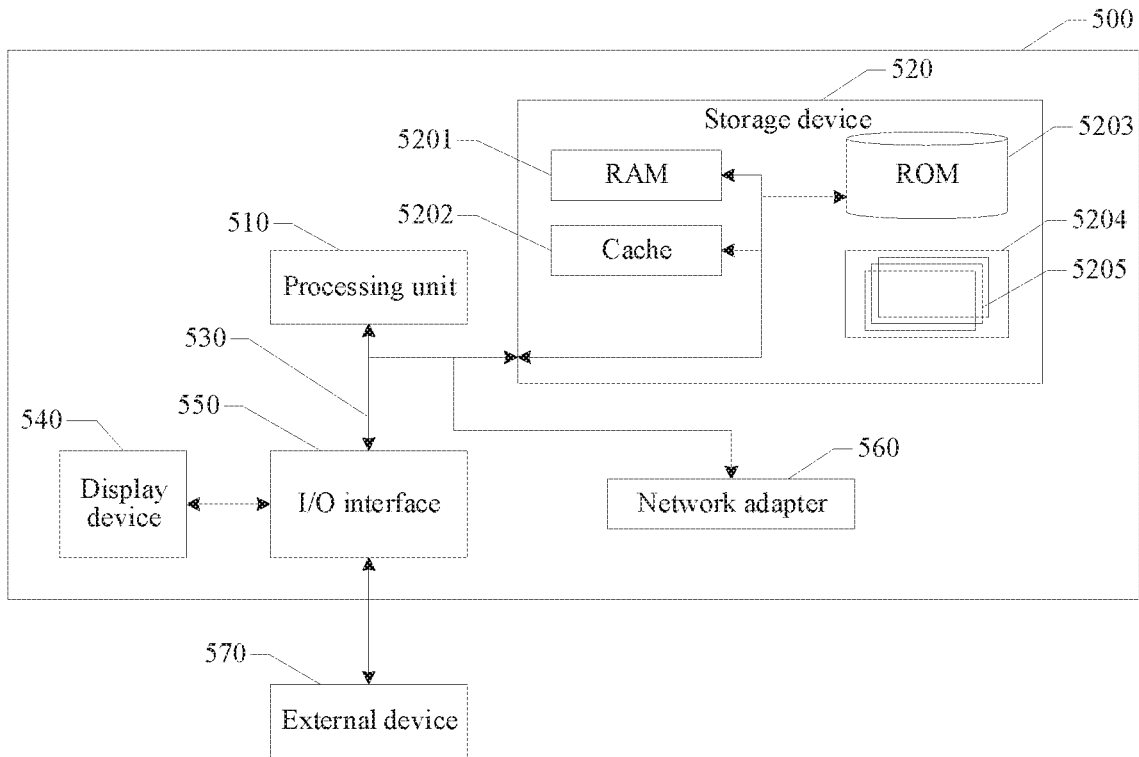 500
520
Storage device
5201
RAM
5203
ROM
5202
Cache
5204
5205
510
Processing unit
530
550
540
Display
device
I/O interface
560
Network adapter
570
External device